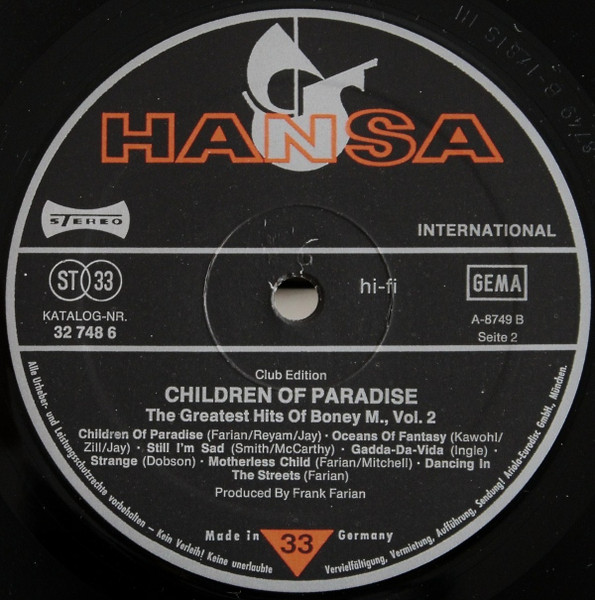 HANSA
STEREO
INTERNATIONAL
ST 33
hi-fi
GEMA
KATALOG-NR.
32 748 6
A-8749 B
Seite 2
Club Edition
CHILDREN OF PARADISE
The Greatest Hits Of Boney M., Vol. 2
Children Of Paradise (Farian/Reyam/Jay) · Oceans Of Fantasy (Kawohl/
Zill/Jay) · Still I'm Sad (Smith/McCarthy) · Gadda-Da-Vida (Ingle) ·
Strange (Dobson) · Motherless Child (Farian/Mitchell) · Dancing In
The Streets (Farian)
Produced By Frank Farian
Made in 33 Germany
Alle Urheber- und Leistungsschutzrechte vorbehalten – Kein Verleih! Keine unerlaubte Vervielfältigung, Vermietung, Aufführung, Sendung! Ariola-Eurodisc GmbH., München.